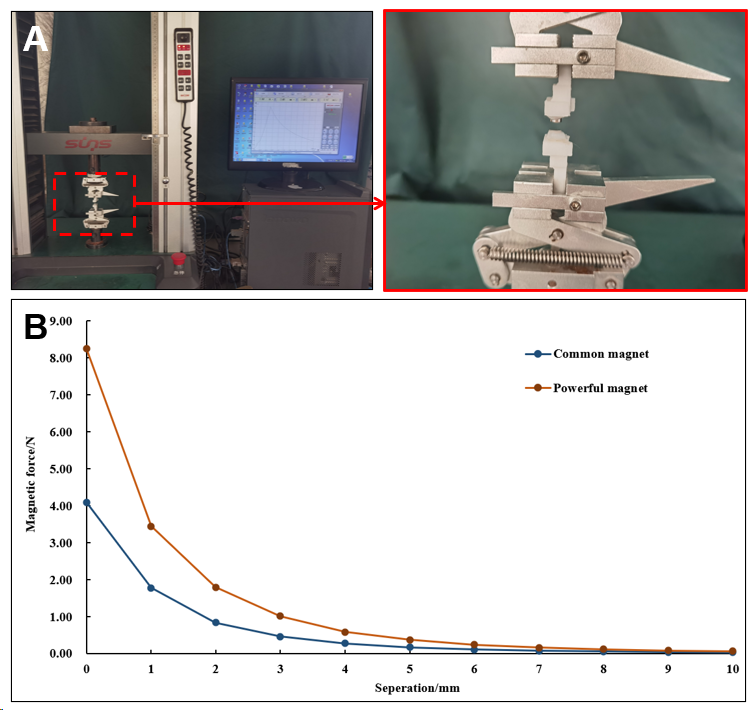 A
SUNS
B
9.00
8.00
7.00
6.00
5.00
4.00
3.00
2.00
1.00
0.00
Magnetic force/N
Common magnet
Powerful magnet
0 1 2 3 4 5 6 7 8 9 10
Seperation/mm